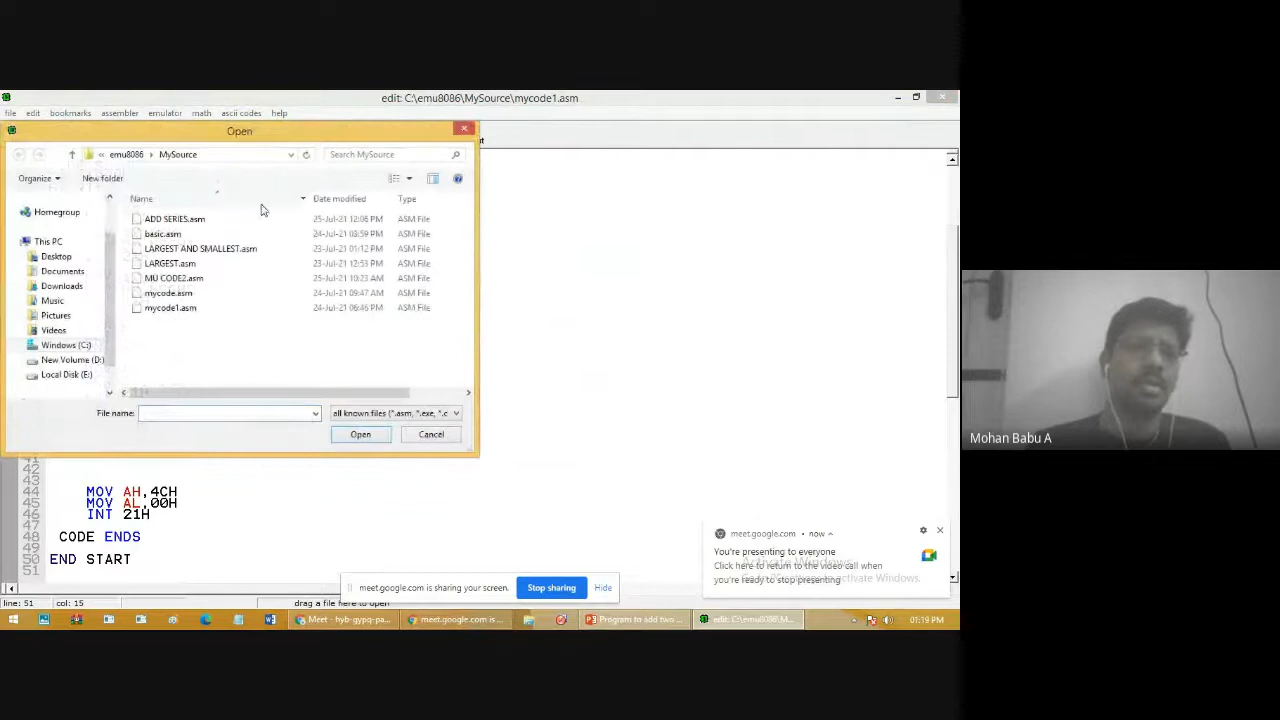 edit: C:\emu8086\MySource\mycode1.asm
file edit bookmarks assembler emulator math ascii codes help
Open
« emu8086 MySource Search MySource
Organize New folder
Name Date modified Type
Homegroup
This PC
Desktop
Documents
Downloads
Music
Pictures
Videos
Windows (C:)
New Volume (D:)
Local Disk (E:)
ADD SERIES.asm 25-Jul-21 12:06 PM ASM File
basic.asm 24-Jul-21 03:59 PM ASM File
LARGEST AND SMALLEST.asm 23-Jul-21 01:12 PM ASM File
LARGEST.asm 23-Jul-21 12:53 PM ASM File
MU CODE2.asm 25-Jul-21 10:23 AM ASM File
mycode.asm 24-Jul-21 09:47 AM ASM File
mycode1.asm 24-Jul-21 06:46 PM ASM File
File name: all known files (*.asm, *.exe, *.c
Open Cancel
41
42
43
44 MOV AH,4CH
45 MOV AL,00H
46 INT 21H
47
48 CODE ENDS
49
50 END START
51
meet.google.com • now
You're presenting to everyone
Click here to return to the video call when
you're ready to stop presenting
Activate Windows
meet.google.com is sharing your screen. Stop sharing Hide
line: 51 col: 15 drag a file here to open
Meet - hyb-gypq-pa... meet.google.com is ... Program to add two ... edit: C:\emu8086\M... 01:19 PM
Mohan Babu A